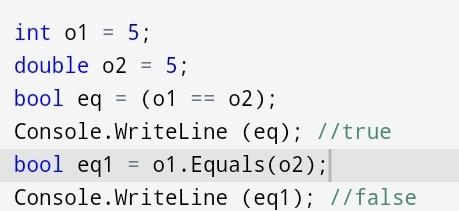 int o1 = 5;
double o2 = 5;
bool eq = (o1 == o2);
Console.WriteLine (eq); //true
bool eq1 = o1.Equals(o2);
Console.WriteLine (eq1); //false